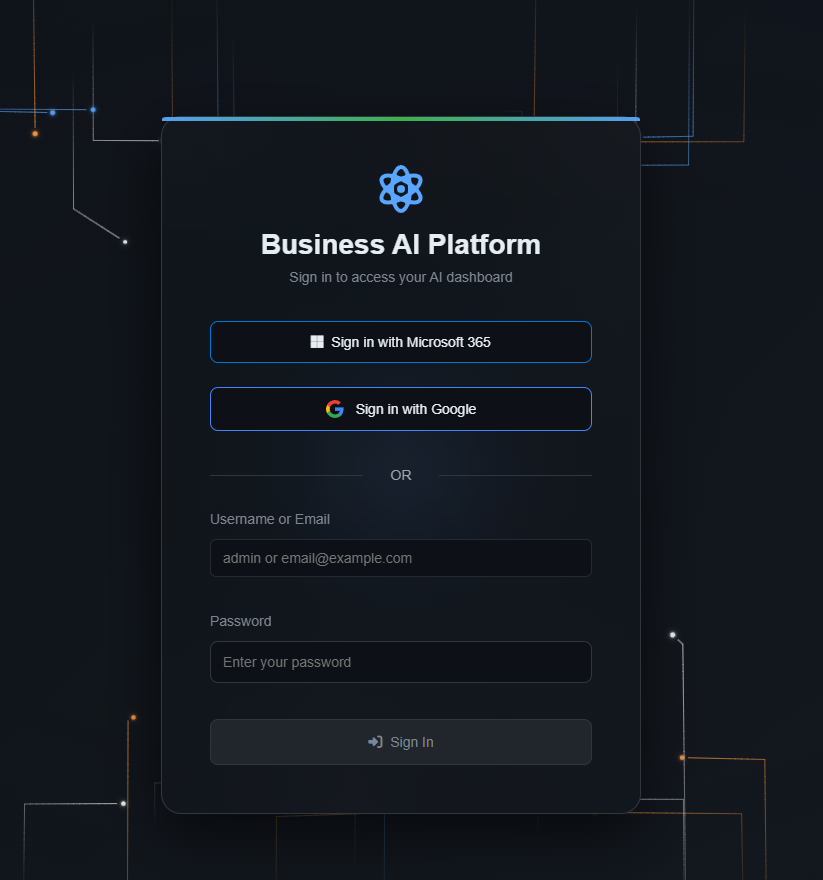 Business AI Platform
Sign in to access your AI dashboard
Sign in with Microsoft 365
Sign in with Google
OR
Username or Email
admin or email@example.com
Password
Enter your password
Sign In